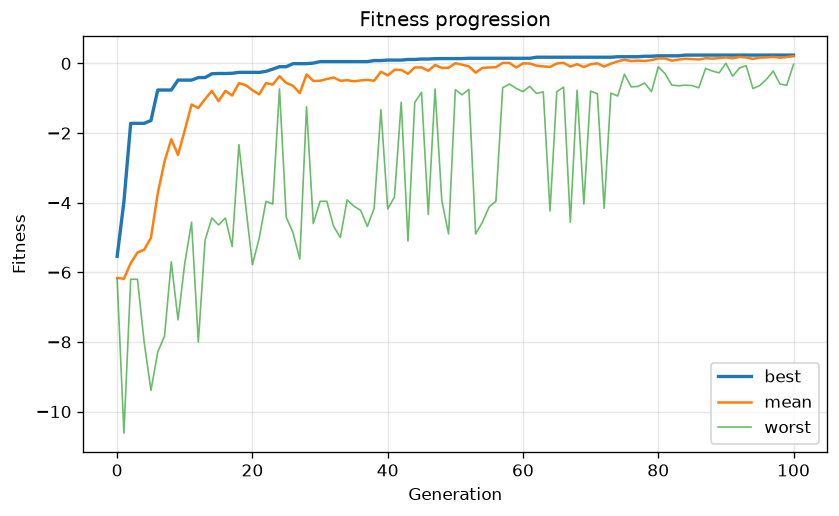 Fitness progression
0
−2
−4
−6
−8
−10
Fitness
best
mean
worst
0 20 40 60 80 100
Generation